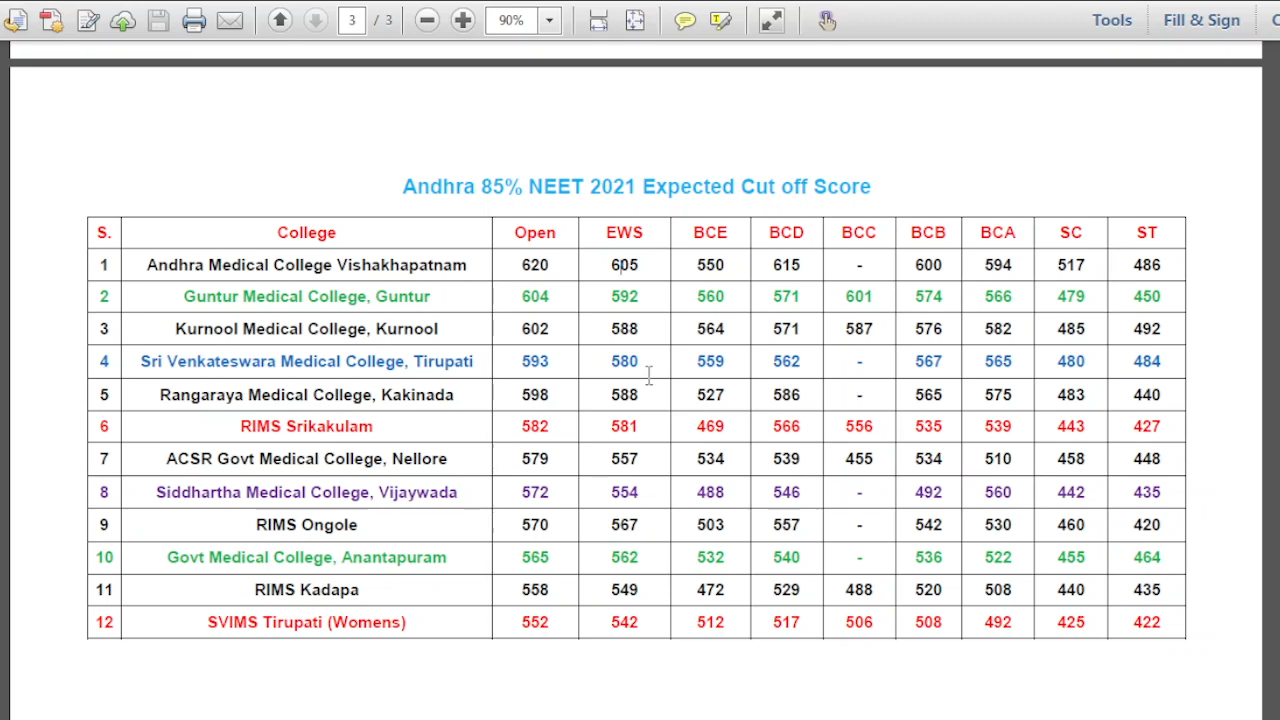 3 / 3 90% Tools Fill & Sign C
Andhra 85% NEET 2021 Expected Cut off Score
S. College Open EWS BCE BCD BCC BCB BCA SC ST
1 Andhra Medical College Vishakhapatnam 620 605 550 615 - 600 594 517 486
2 Guntur Medical College, Guntur 604 592 560 571 601 574 566 479 450
3 Kurnool Medical College, Kurnool 602 588 564 571 587 576 582 485 492
4 Sri Venkateswara Medical College, Tirupati 593 580 559 562 - 567 565 480 484
5 Rangaraya Medical College, Kakinada 598 588 527 586 - 565 575 483 440
6 RIMS Srikakulam 582 581 469 566 556 535 539 443 427
7 ACSR Govt Medical College, Nellore 579 557 534 539 455 534 510 458 448
8 Siddhartha Medical College, Vijaywada 572 554 488 546 - 492 560 442 435
9 RIMS Ongole 570 567 503 557 - 542 530 460 420
10 Govt Medical College, Anantapuram 565 562 532 540 - 536 522 455 464
11 RIMS Kadapa 558 549 472 529 488 520 508 440 435
12 SVIMS Tirupati (Womens) 552 542 512 517 506 508 492 425 422